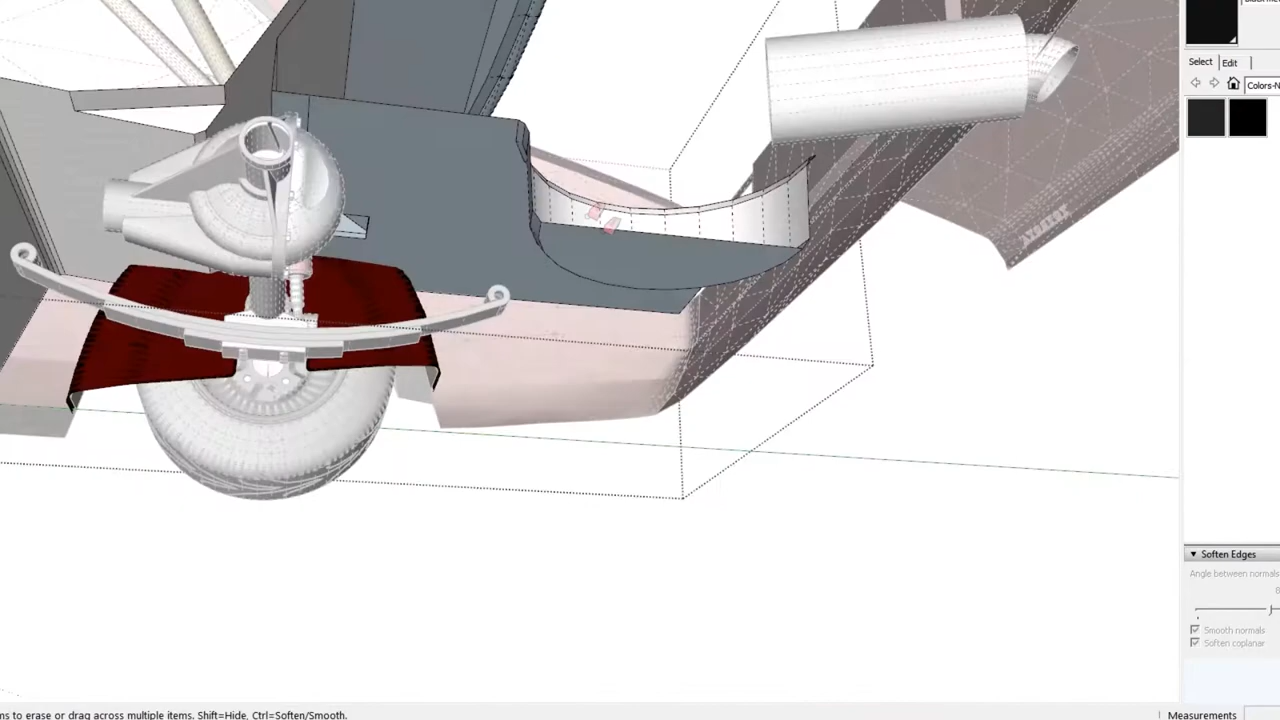 Select
Edit
Colors-N
Soften Edges
Angle between normals
Smooth normals
Soften coplanar
ms to erase or drag across multiple items. Shift=Hide, Ctrl=Soften/Smooth.
Measurements